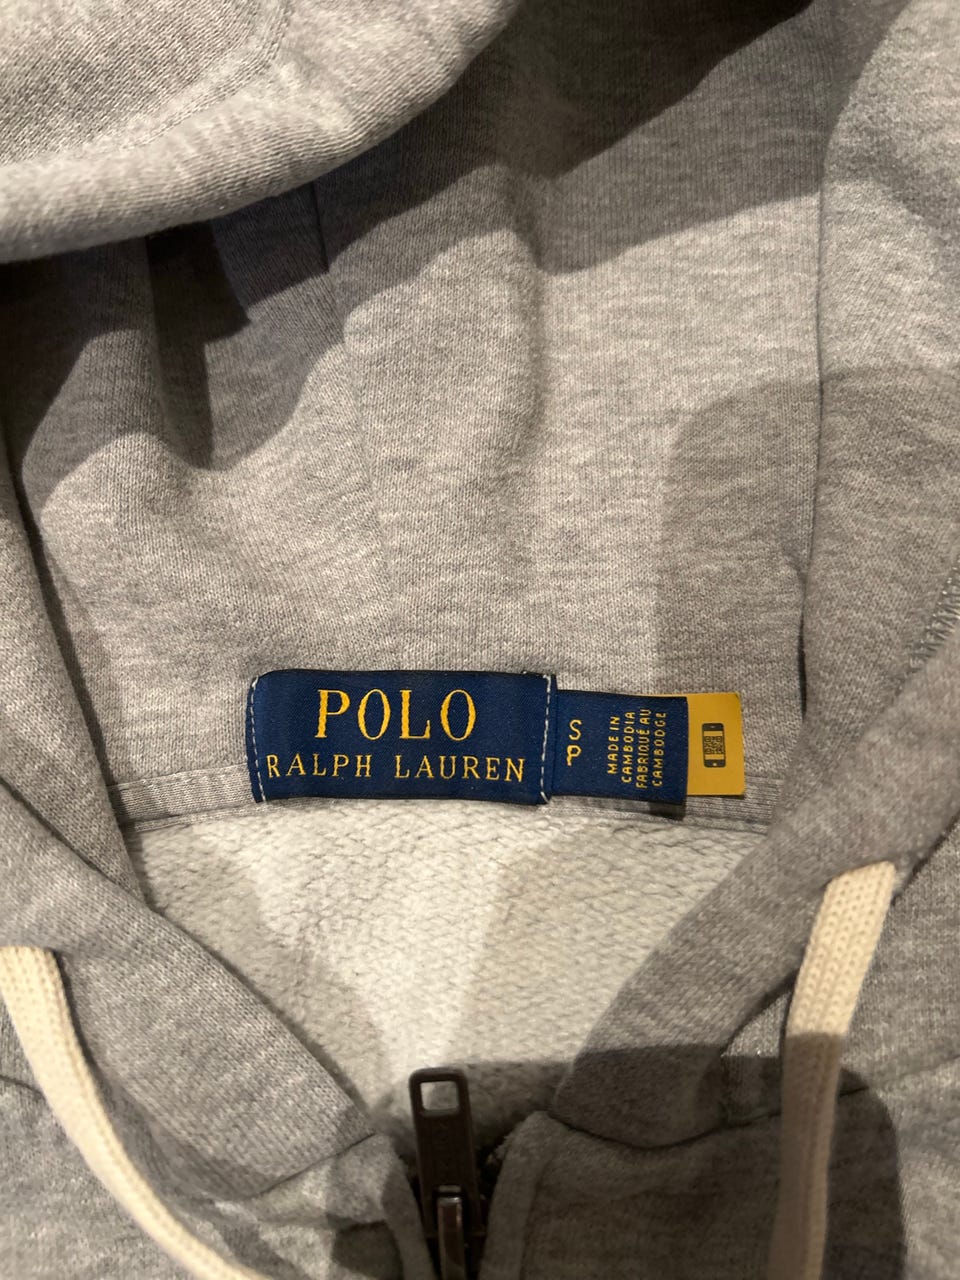 POLO
RALPH LAUREN
S
P
MADE IN
CAMBODIA
FABRIQUÉ AU
CAMBODGE